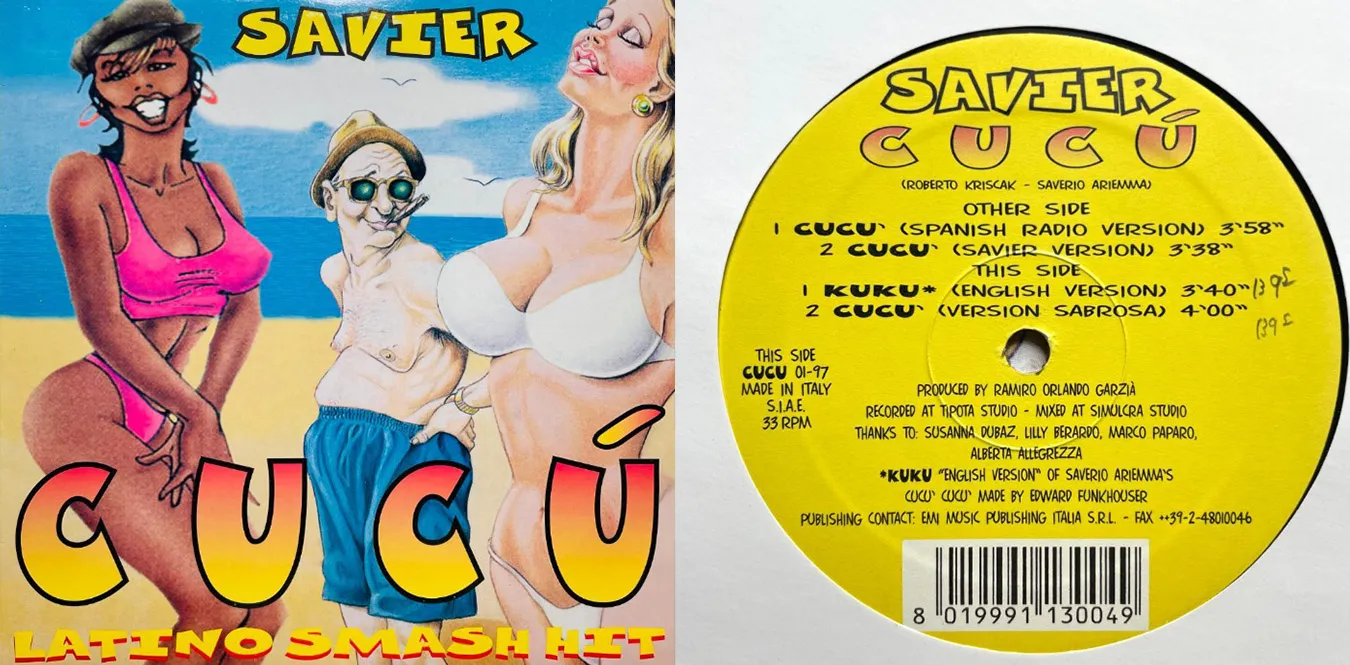 SAVIER
CUCÚ
LATINO SMASH HIT
SAVIER
CUCÚ
(ROBERTO KRISCAK - SAVERIO ARIEMMA)
OTHER SIDE
1 CUCU` (SPANISH RADIO VERSION) 3`58``
2 CUCU` (SAVIER VERSION) 3`38``
THIS SIDE
1 KUKU* (ENGLISH VERSION) 3`40``
2 CUCU` (VERSION SABROSA) 4`00``
THIS SIDE
CUCU 01-97
MADE IN ITALY
S.I.A.E.
33 RPM
PRODUCED BY RAMIRO ORLANDO GARZIÀ
RECORDED AT TIPOTA STUDIO - MIXED AT SIMULCRA STUDIO
THANKS TO: SUSANNA DUBAZ, LILLY BERARDO, MARCO PAPARO,
ALBERTA ALLEGREZZA
*KUKU "ENGLISH VERSION" OF SAVERIO ARIEMMA`S
CUCU` CUCU` MADE BY EDWARD FUNKHOUSER
PUBLISHING CONTACT: EMI MUSIC PUBLISHING ITALIA S.R.L. - FAX ++39-2-48010046
8 019991 130049